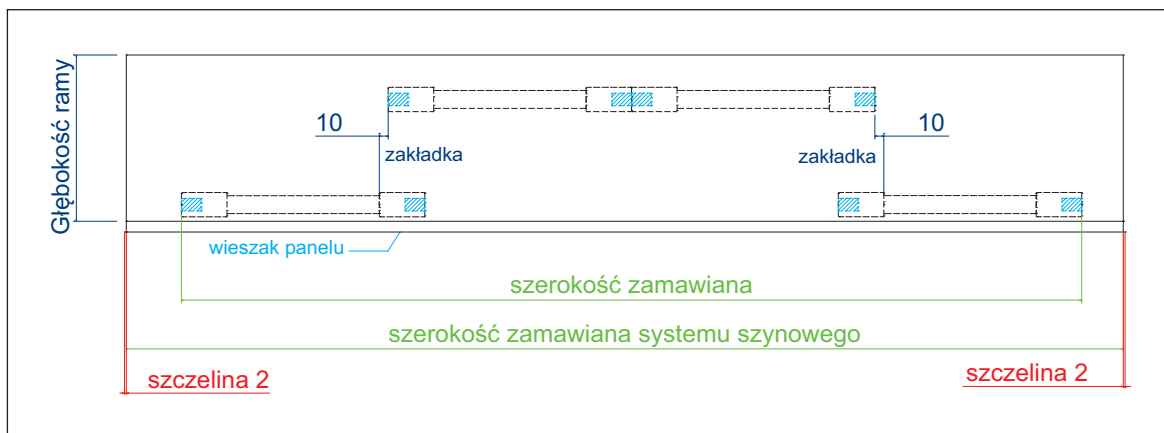 Głębokość ramy
10
10
zakładka
zakładka
wieszak panelu
szerokość zamawiana
szerokość zamawiana systemu szynowego
szczelina 2
szczelina 2